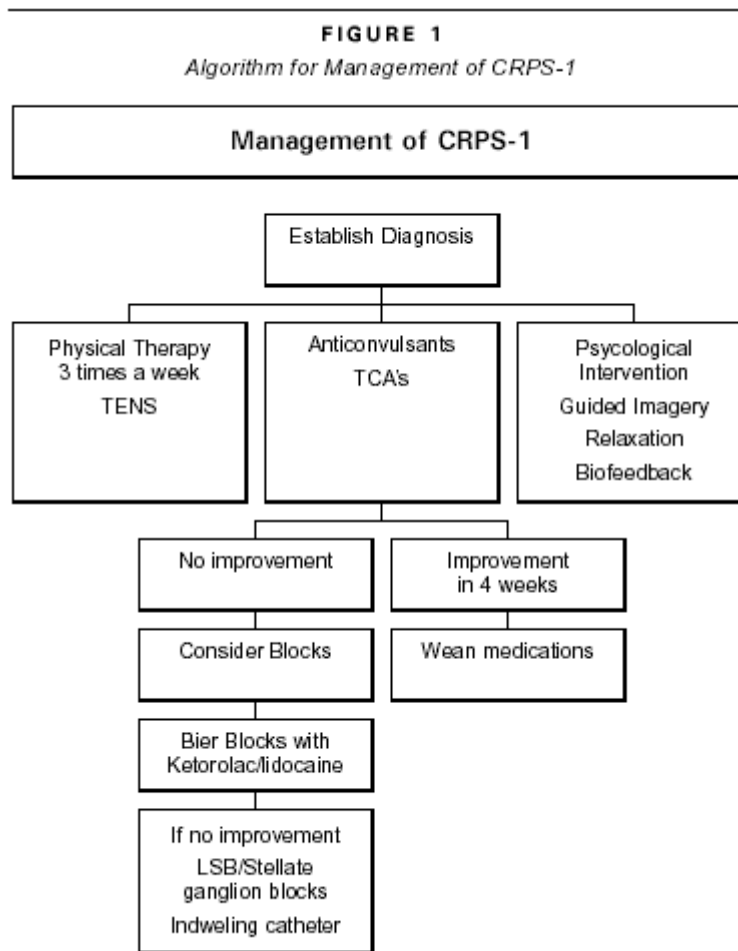 FIGURE 1
Algorithm for Management of CRPS-1
Management of CRPS-1
Establish Diagnosis
Physical Therapy
3 times a week
TENS
Anticonvulsants
TCA's
Psycological
Intervention
Guided Imagery
Relaxation
Biofeedback
No improvement
Improvement
in 4 weeks
Consider Blocks
Wean medications
Bier Blocks with
Ketorolac/lidocaine
If no improvement
LSB/Stellate
ganglion blocks
Indweling catheter